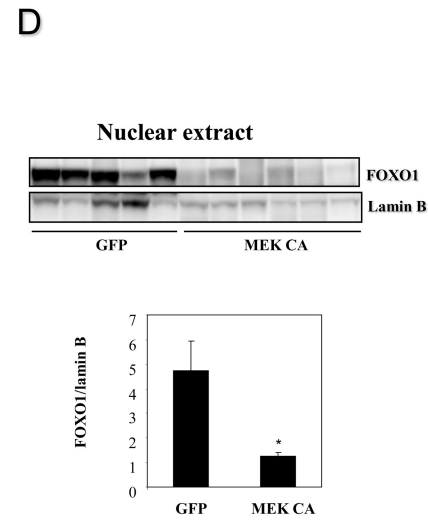 D
Nuclear extract
FOXO1
Lamin B
GFP MEK CA
7
6
5
4
3
2
1
0
FOXO1/lamin B
*
GFP MEK CA